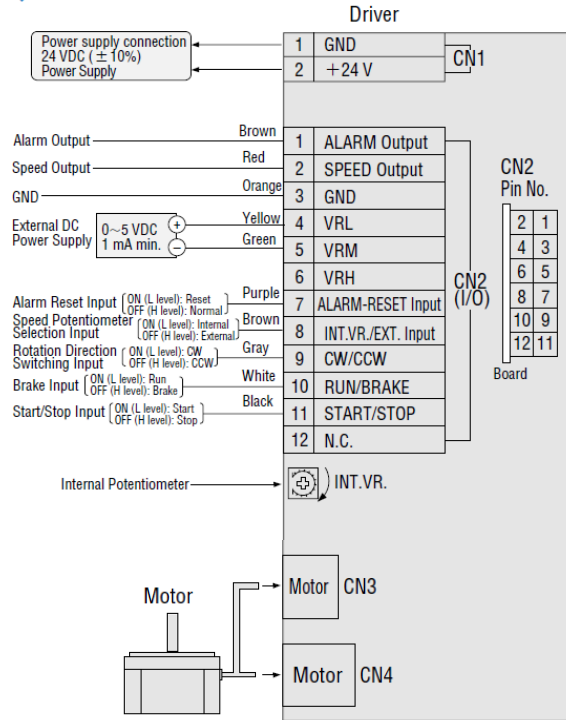 Driver
Power supply connection
24 VDC (±10%)
Power Supply
1 GND
2 +24 V
CN1
Alarm Output Brown 1 ALARM Output
Speed Output Red 2 SPEED Output
GND Orange 3 GND
External DC
Power Supply
0~5 VDC
1 mA min.
+
−
Yellow 4 VRL
Green 5 VRM
6 VRH
Alarm Reset Input ON (L level): Reset
OFF (H level): Normal
Purple 7 ALARM-RESET Input
Speed Potentiometer
Selection Input
ON (L level): Internal
OFF (H level): External
Brown 8 INT.VR./EXT. Input
Rotation Direction
Switching Input
ON (L level): CW
OFF (H level): CCW
Gray 9 CW/CCW
Brake Input ON (L level): Run
OFF (H level): Brake
White 10 RUN/BRAKE
Start/Stop Input ON (L level): Start
OFF (H level): Stop
Black 11 START/STOP
12 N.C.
CN2
(I/O)
CN2
Pin No.
2 1
4 3
6 5
8 7
10 9
12 11
Board
Internal Potentiometer
INT.VR.
Motor
Motor CN3
Motor CN4